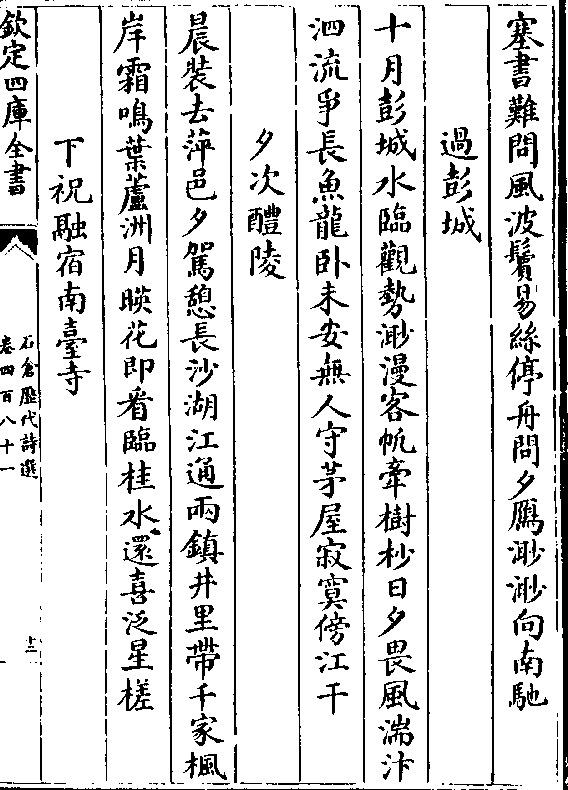 塞書難問風波鬢易絲停舟問夕鴈渺渺向南馳
過彭城
十月彭城水臨觀勢渺漫客帆牽樹杪日夕畏風湍汴
泗流爭長魚龍卧未安無人守茅屋寂寞傍江干
夕次醴陵
晨裝去萍邑夕駕憩長沙湖江通兩鎮井里帶千家楓
岸霜鳴葉蘆洲月暎花即看臨桂水還喜泛星槎
下祝融宿南臺寺
欽定四庫全書
石倉歷代詩選
卷四百八十一
十二